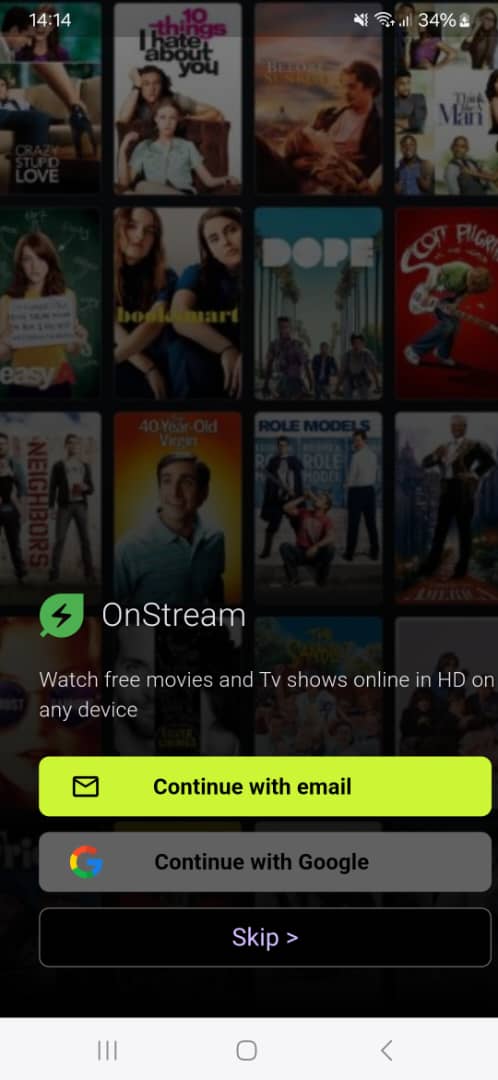 14:14
34%
10
things
I hate
about
you
CRAZY
STUPID
LOVE
BEFORE
SUNRISE
Think
Like A
Man
easy A
booksmart
DOPE
SCOTT PILGRIM
NEIGHBORS
40-Year-Old
Virgin
ROLE MODELS
AMERICA
THE
SANDLOT
OnStream
Watch free movies and Tv shows online in HD on
any device
Continue with email
Continue with Google
Skip >